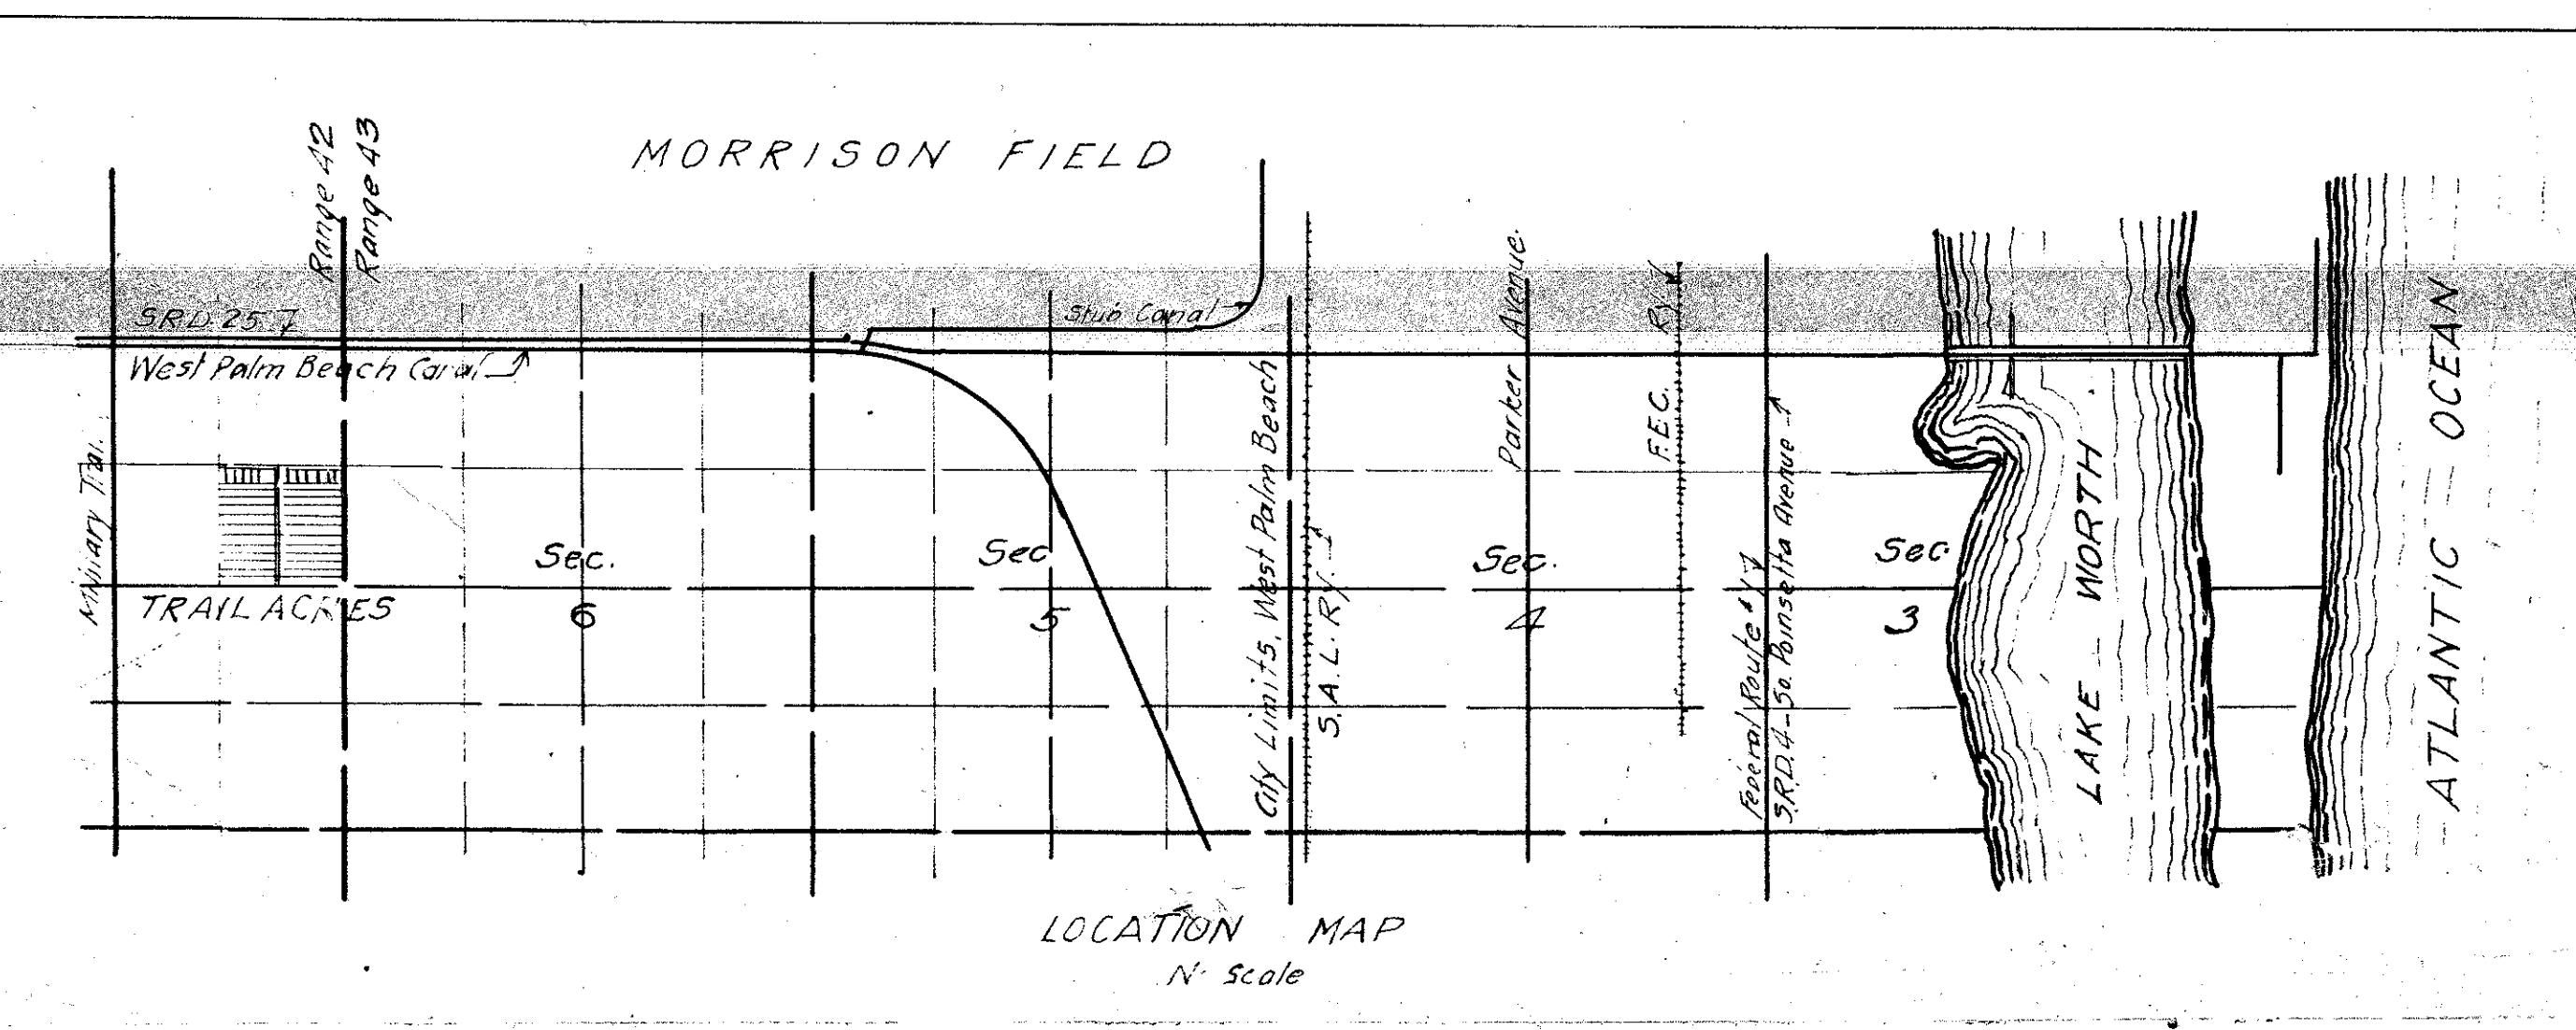 MORRISON FIELD
Range 42
Range 43
SRD 25
Stub Canal
West Palm Beach Canal
Military Trail
TRAIL ACRES
Sec. 6
Sec 5
City Limits, West Palm Beach
S.A.L. RY.
Parker Avenue.
Sec. 4
F.E.C. Ry.
Federal Route #1
S.R.D. 4 - So. Poinsetta Avenue
Sec. 3
LAKE - WORTH
ATLANTIC - OCEAN
LOCATION MAP
Scale